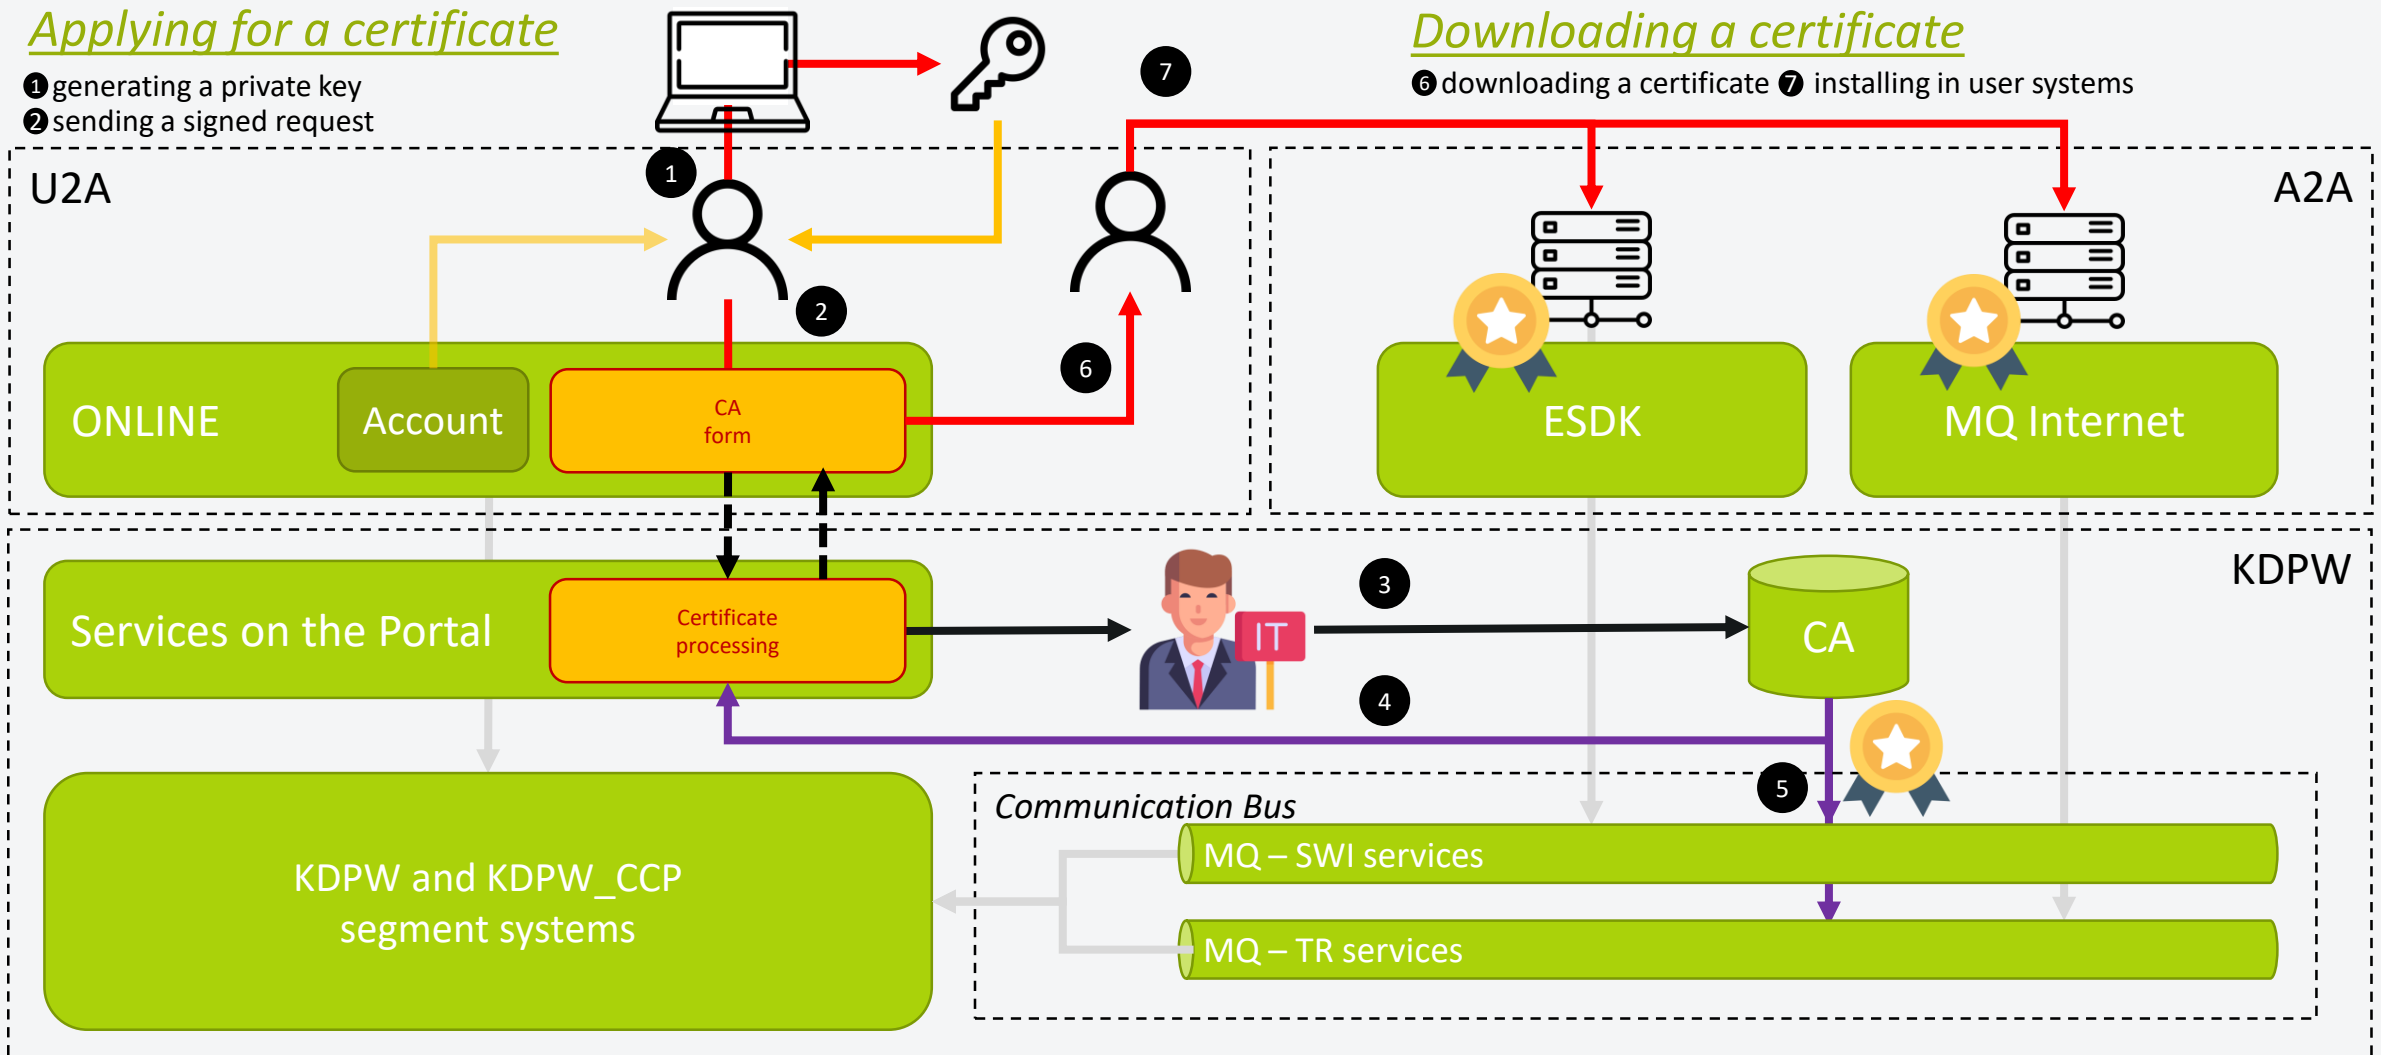 Applying for a certificate
1 generating a private key
2 sending a signed request
Downloading a certificate
6 downloading a certificate 7 installing in user systems
7
1
U2A
A2A
2
6
ONLINE
Account
CA
form
ESDK
MQ Internet
KDPW
Services on the Portal
Certificate
processing
IT
3
CA
4
5
Communication Bus
MQ – SWI services
KDPW and KDPW_CCP
segment systems
MQ – TR services